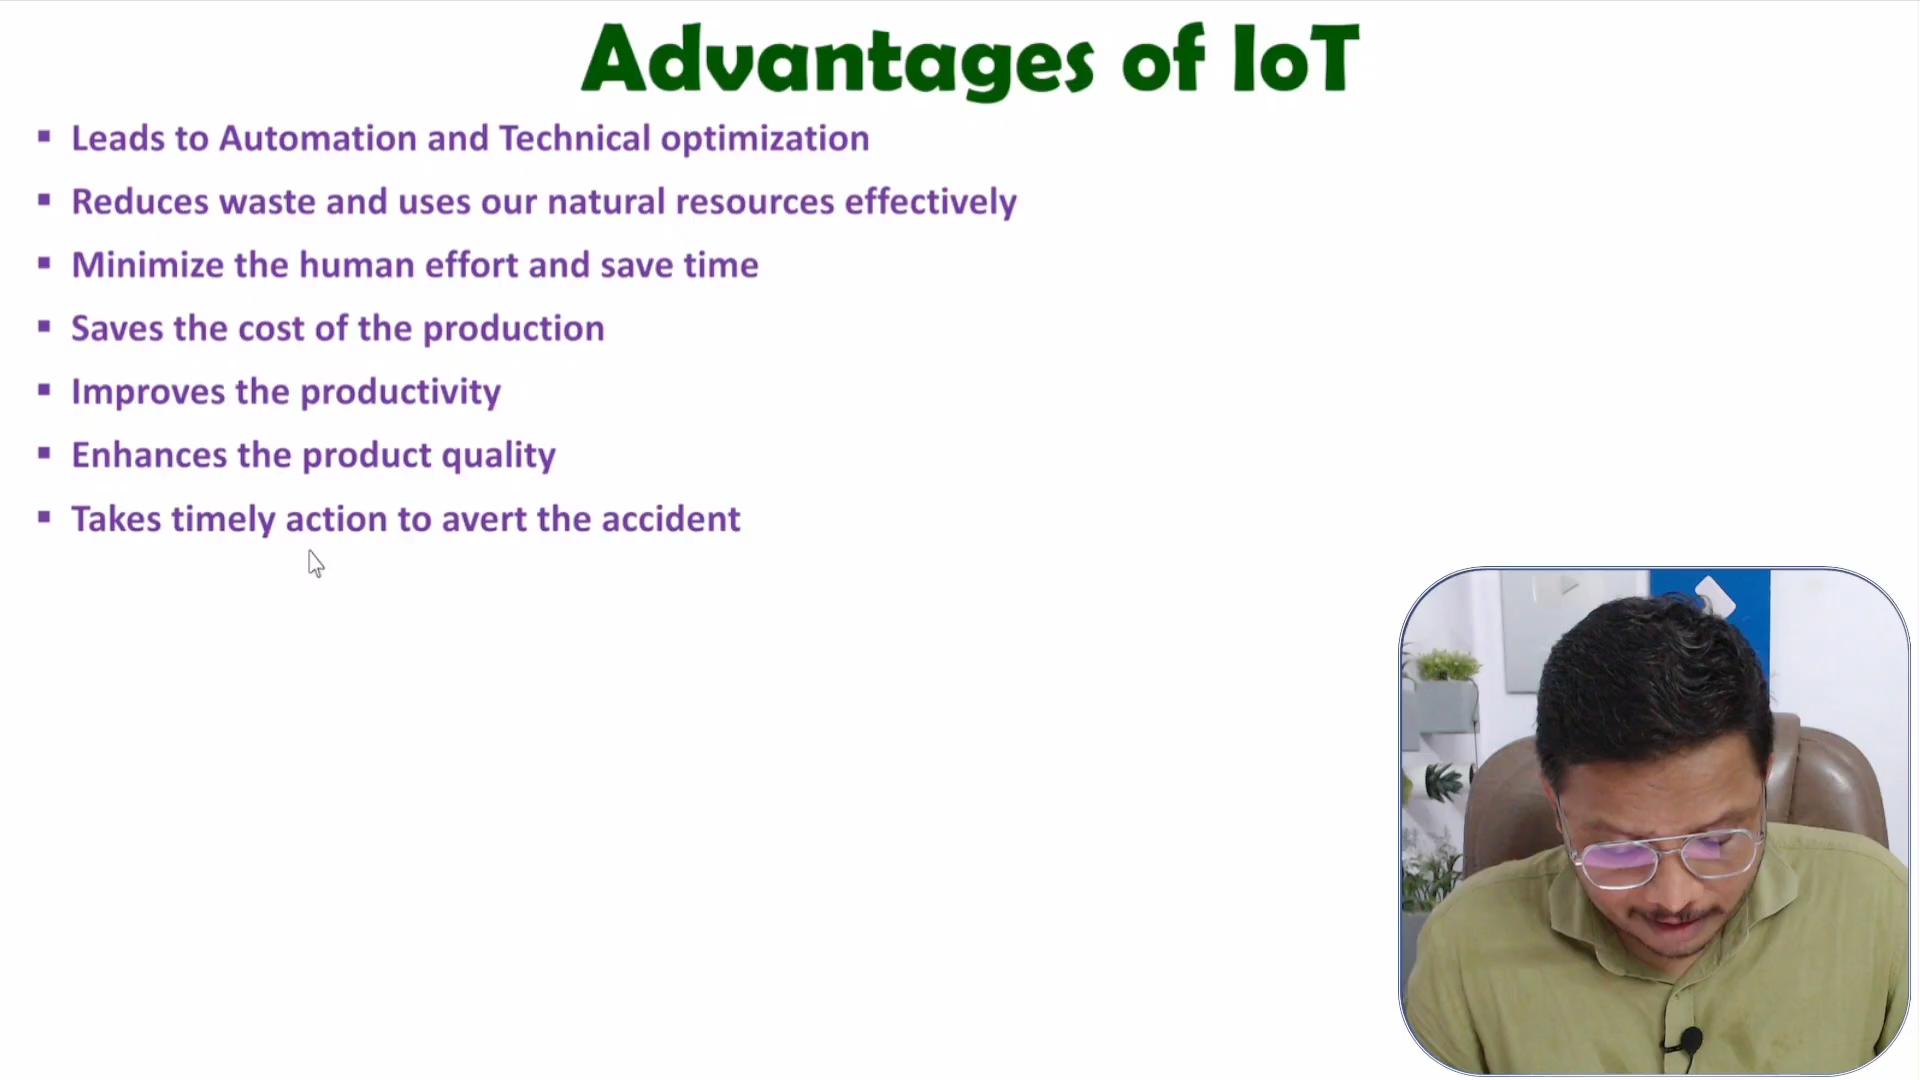 Advantages of IoT
▪ Leads to Automation and Technical optimization
▪ Reduces waste and uses our natural resources effectively
▪ Minimize the human effort and save time
▪ Saves the cost of the production
▪ Improves the productivity
▪ Enhances the product quality
▪ Takes timely action to avert the accident